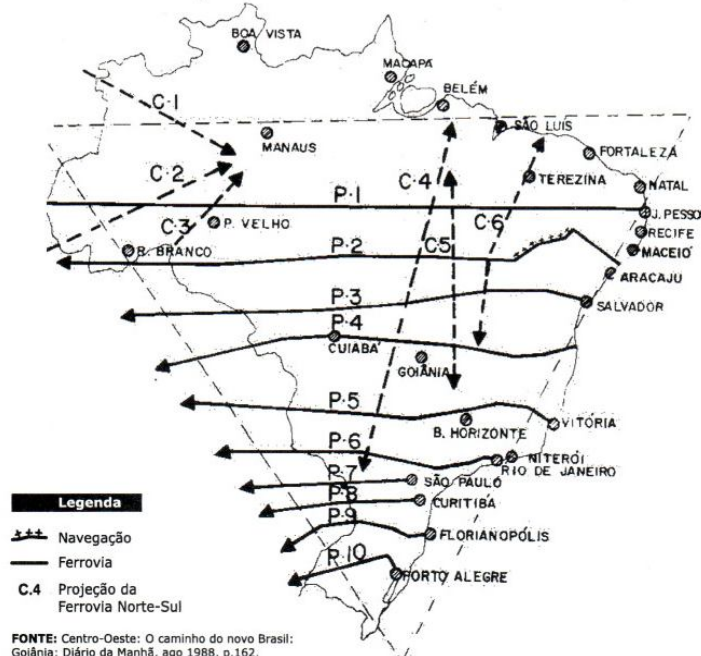 BOA VISTA
MACAPÁ
BELÉM
C.1
SÃO LUIS
MANAUS
FORTALEZA
C.2
C.4
TEREZINA
NATAL
P.1
C.3
P. VELHO
C.6
J. PESSO
RECIFE
R. BRANCO
P.2
C.5
MACEIÓ
ARACAJU
P.3
SALVADOR
P.4
CUIABÁ
GOIÂNIA
P.5
B. HORIZONTE
VITÓRIA
P.6
NITERÓI
RIO DE JANEIRO
P.7
SÃO PAULO
P.8
CURITIBA
P.9
FLORIANOPÓLIS
P.10
PORTO ALEGRE
Legenda
Navegação
Ferrovia
C.4 Projeção da
Ferrovia Norte-Sul
FONTE: Centro-Oeste: O caminho do novo Brasil:
Goiânia: Diário da Manhã, ago 1988, p.162.